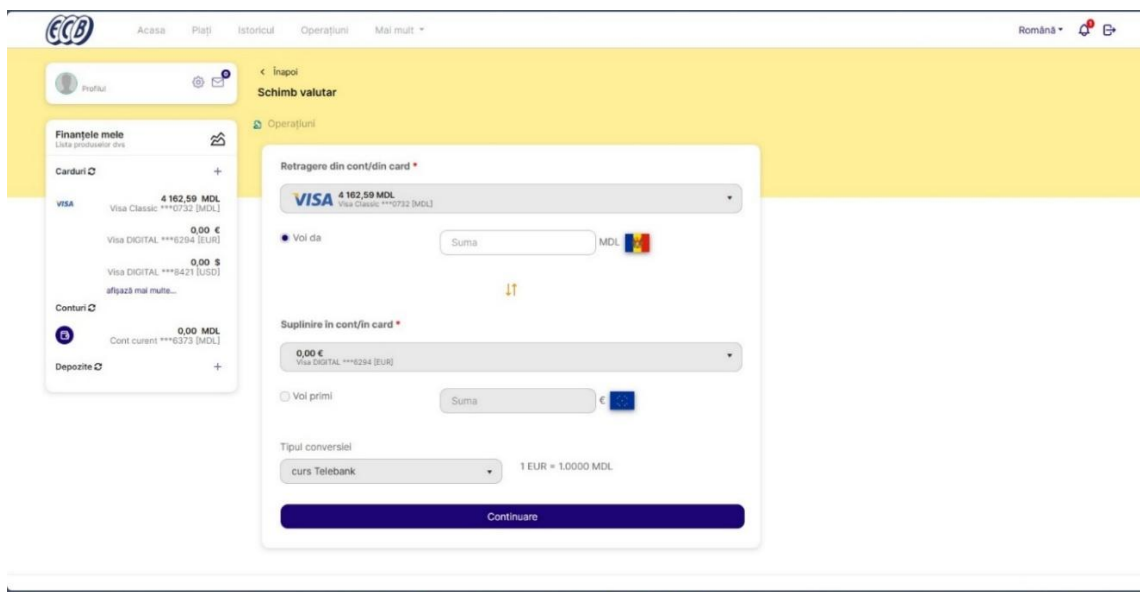 ECB Acasa Plați Istoricul Operațiuni Mai mult Română 1
Profilul 0
Înapoi
Schimb valutar
Operațiuni
Finanțele mele
Lista produselor dvs
Carduri
VISA 4 162,59 MDL
Visa Classic ***0732 [MDL]
0,00 €
Visa DIGITAL ***6294 [EUR]
0,00 $
Visa DIGITAL ***8421 [USD]
afișază mai multe...
Conturi
0,00 MDL
Cont curent ***6373 [MDL]
Depozite
Retragere din cont/din card *
VISA 4 162,59 MDL
Visa Classic ***0732 [MDL]
Voi da Suma MDL
Suplinire în cont/în card *
0,00 €
Visa DIGITAL ***6294 [EUR]
Voi primi Suma €
Tipul conversiei
curs Telebank 1 EUR = 1.0000 MDL
Continuare